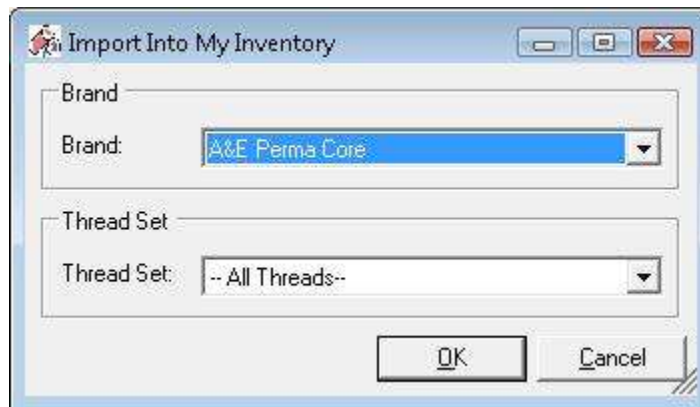 Import Into My Inventory
Brand
Brand: A&E Perma Core
Thread Set
Thread Set: -- All Threads--
OK Cancel